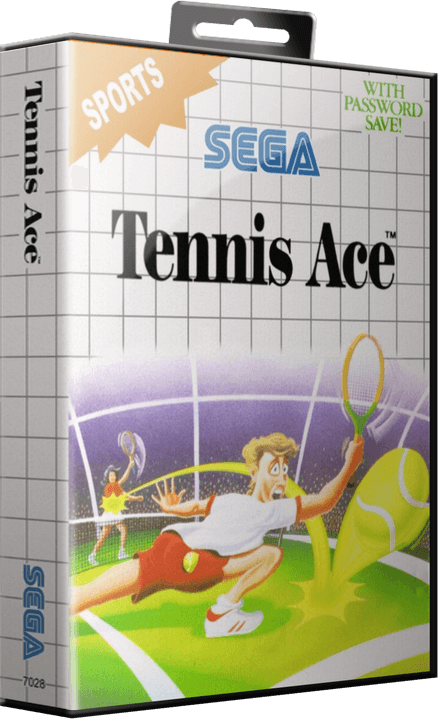 SPORTS
WITH
PASSWORD
SAVE!
SEGA
Tennis Ace™
Tennis Ace™
SEGA
7028